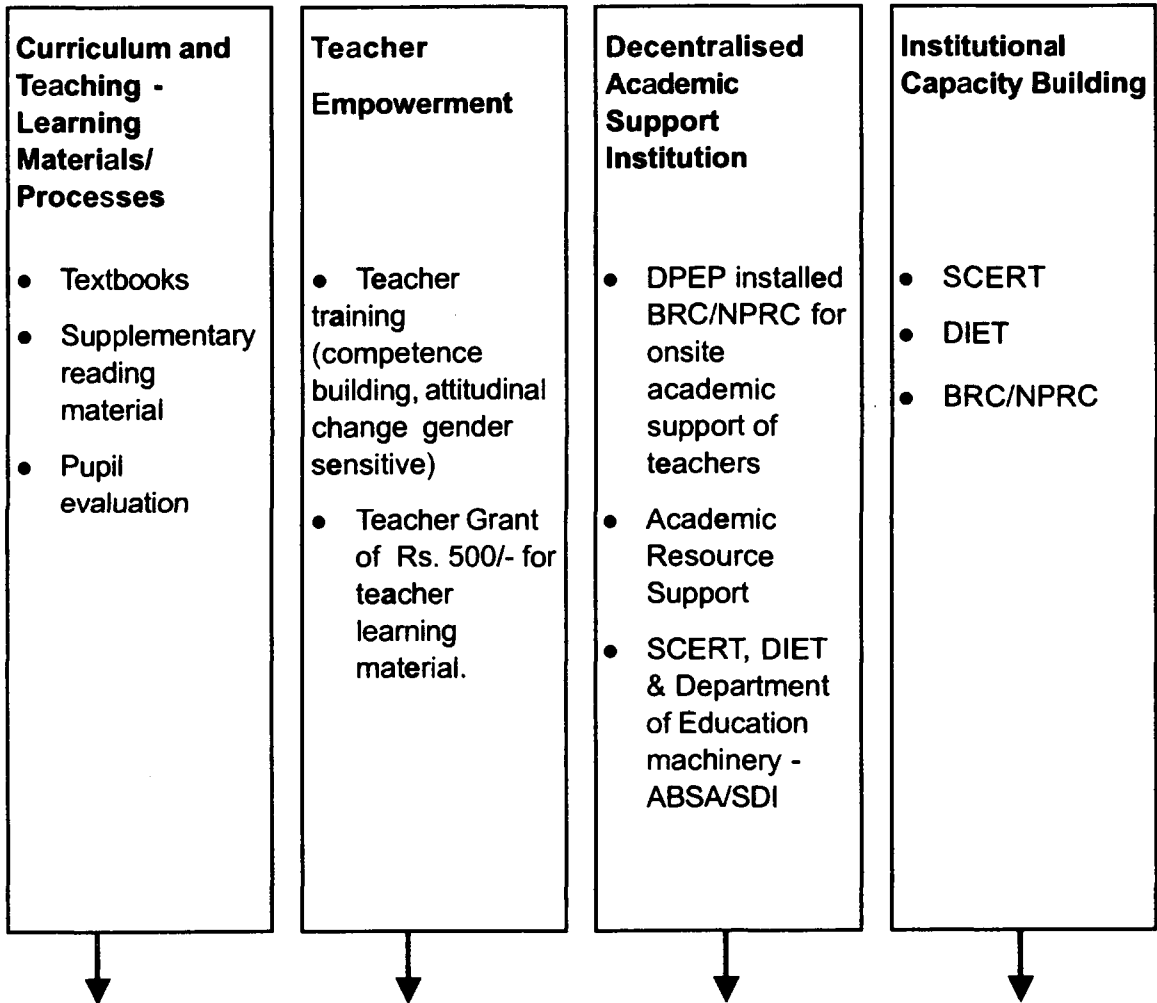 Curriculum and
Teaching -
Learning
Materials/
Processes
● Textbooks
● Supplementary
reading
material
● Pupil
evaluation
Teacher
Empowerment
● Teacher
training
(competence
building, attitudinal
change gender
sensitive)
● Teacher Grant
of Rs. 500/- for
teacher
learning
material.
Decentralised
Academic
Support
Institution
● DPEP installed
BRC/NPRC for
onsite
academic
support of
teachers
● Academic
Resource
Support
● SCERT, DIET
& Department
of Education
machinery -
ABSA/SDI
Institutional
Capacity Building
● SCERT
● DIET
● BRC/NPRC